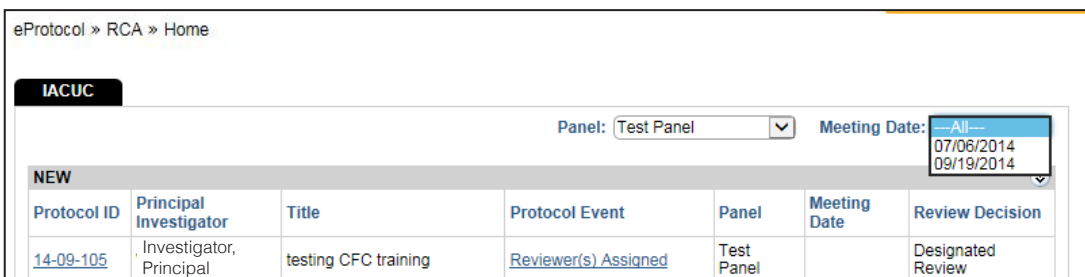 eProtocol » RCA » Home
IACUC
Panel: Test Panel Meeting Date: ---All---
07/06/2014
09/19/2014
NEW
Protocol ID Principal Investigator Title Protocol Event Panel Meeting Date Review Decision
14-09-105 Investigator, Principal testing CFC training Reviewer(s) Assigned Test Panel Designated Review